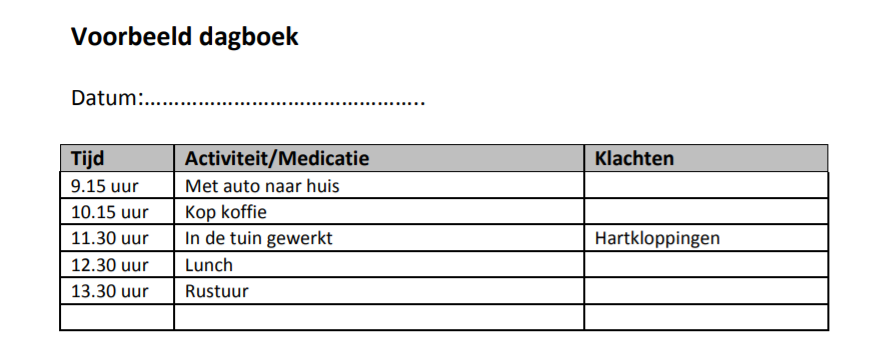 Voorbeeld dagboek
Datum:……………………………………..
Tijd Activiteit/Medicatie Klachten
9.15 uur Met auto naar huis
10.15 uur Kop koffie
11.30 uur In de tuin gewerkt Hartkloppingen
12.30 uur Lunch
13.30 uur Rustuur